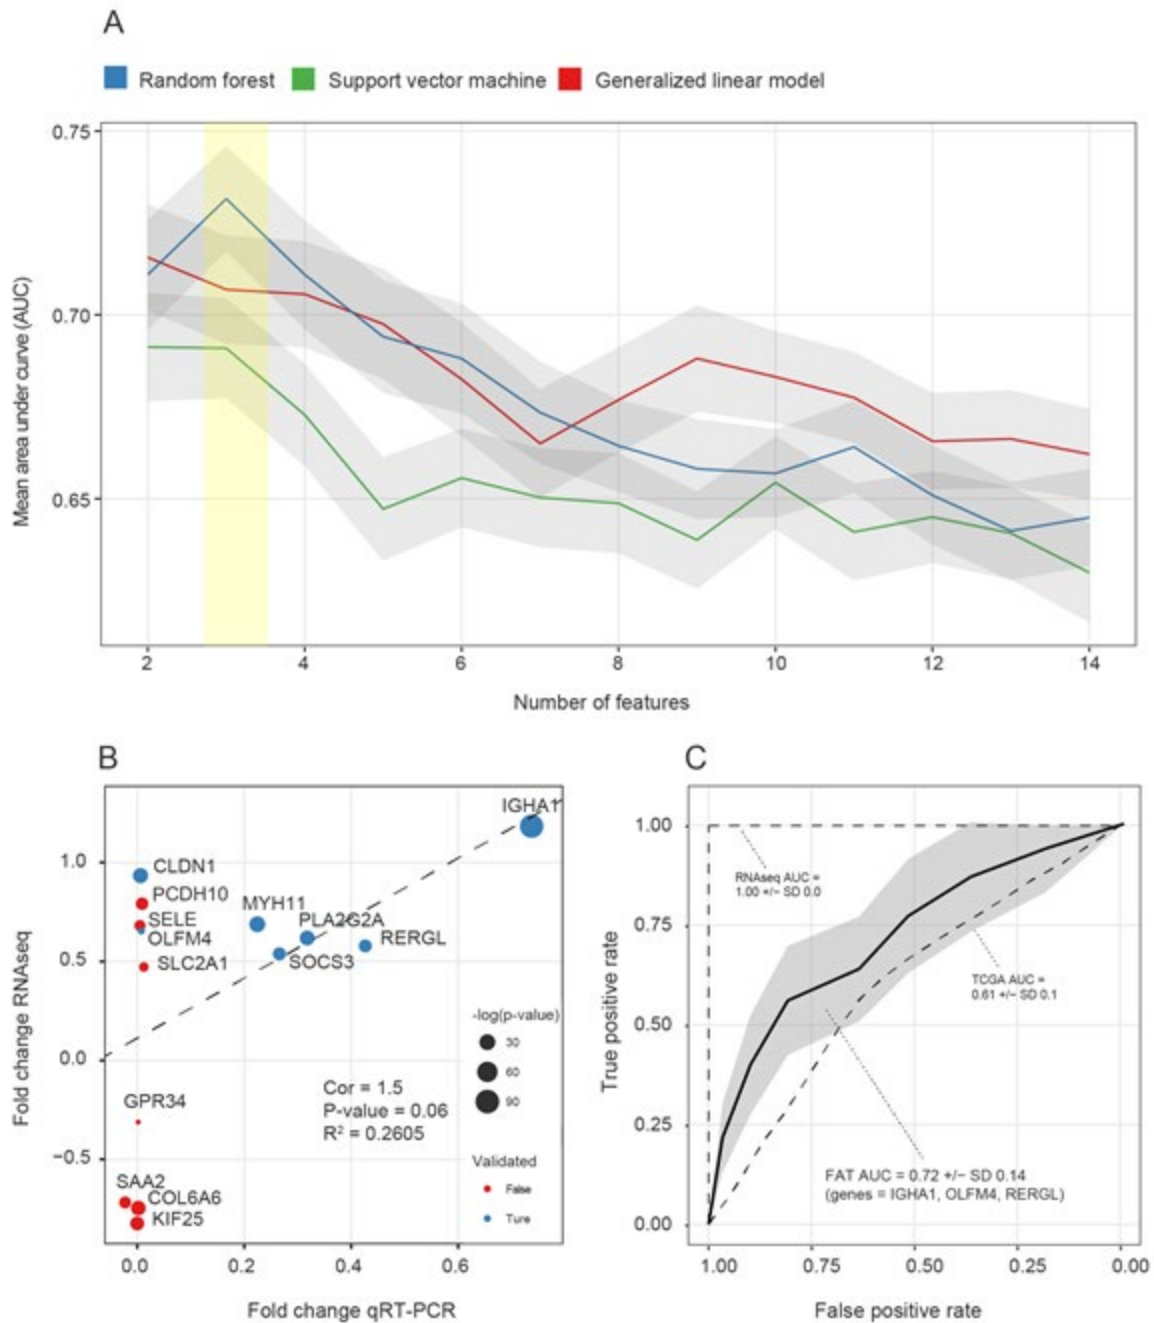 A
Random forest Support vector machine Generalized linear model
0.75
0.70
0.65
Mean area under curve (AUC)
2 4 6 8 10 12 14
Number of features
B
IGHA1
1.0
CLDN1
PCDH10
SELE
OLFM4
SLC2A1
MYH11
PLA2G2A
RERGL
SOCS3
0.5
0.0
−0.5
Fold change RNAseq
GPR34
SAA2
COL6A6
KIF25
Cor = 1.5
P-value = 0.06
R² = 0.2605
-log(p-value)
30
60
90
Validated
False
Ture
0.0 0.2 0.4 0.6
Fold change qRT-PCR
C
1.00
0.75
0.50
0.25
0.00
True positive rate
RNAseq AUC =
1.00 +/− SD 0.0
TCGA AUC =
0.61 +/− SD 0.1
FAT AUC = 0.72 +/− SD 0.14
(genes = IGHA1, OLFM4, RERGL)
1.00 0.75 0.50 0.25 0.00
False positive rate